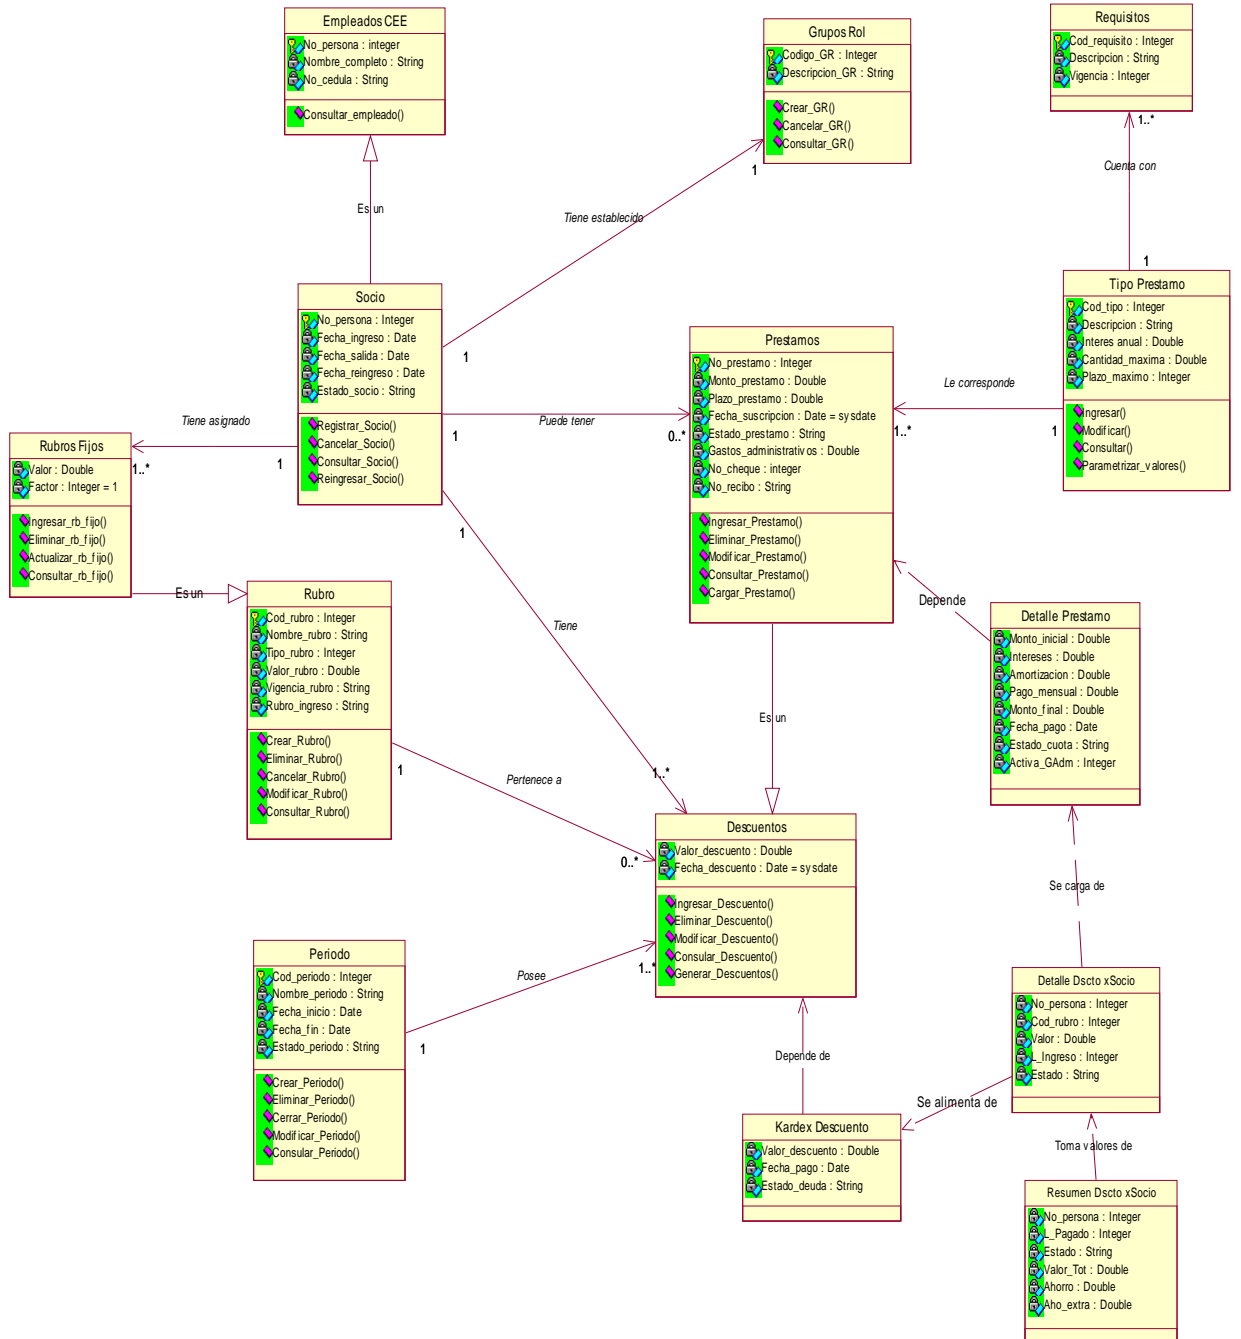 Empleados CEE
No_persona : integer
Nombre_completo : String
No_cedula : String
Consultar_empleado()
Grupos Rol
Codigo_GR : Integer
Descripcion_GR : String
Crear_GR()
Cancelar_GR()
Consultar_GR()
1
Requisitos
Cod_requisito : Integer
Descripcion : String
Vigencia : Integer
1..*
Cuenta con
1
Es un
Tiene establecido
1
Socio
No_persona : Integer
Fecha_ingreso : Date
Fecha_salida : Date
Fecha_reingreso : Date
Estado_socio : String
Registrar_Socio()
Cancelar_Socio()
Consultar_Socio()
Reingresar_Socio()
Tipo Prestamo
Cod_tipo : Integer
Descripcion : String
Interes anual : Double
Cantidad_maxima : Double
Plazo_maximo : Integer
Ingresar()
Modificar()
Consultar()
Parametrizar_valores()
Prestamos
No_prestamo : Integer
Monto_prestamo : Double
Plazo_prestamo : Double
Fecha_suscripcion : Date = sysdate
Estado_prestamo : String
Gastos_administrativos : Double
No_cheque : integer
No_recibo : String
Ingresar_Prestamo()
Eliminar_Prestamo()
Modificar_Prestamo()
Consultar_Prestamo()
Cargar_Prestamo()
Le corresponde
1..*
1
Puede tener
1
0..*
Tiene asignado
1..*
1
Rubros Fijos
Valor : Double
Factor : Integer = 1
Ingresar_rb_fijo()
Eliminar_rb_fijo()
Actualizar_rb_fijo()
Consultar_rb_fijo()
1
Es un
Rubro
Cod_rubro : Integer
Nombre_rubro : String
Tipo_rubro : Integer
Valor_rubro : Double
Vigencia_rubro : String
Rubro_ingreso : String
Crear_Rubro()
Eliminar_Rubro()
Cancelar_Rubro()
Modificar_Rubro()
Consultar_Rubro()
Tiene
1..*
Depende
Detalle Prestamo
Monto_inicial : Double
Intereses : Double
Amortizacion : Double
Pago_mensual : Double
Monto_final : Double
Fecha_pago : Date
Estado_cuota : String
Activa_GAdm : Integer
Es un
1
Pertenece a
0..*
Descuentos
Valor_descuento : Double
Fecha_descuento : Date = sysdate
Ingresar_Descuento()
Eliminar_Descuento()
Modificar_Descuento()
Consular_Descuento()
Generar_Descuentos()
Se carga de
Periodo
Cod_periodo : Integer
Nombre_periodo : String
Fecha_inicio : Date
Fecha_fin : Date
Estado_periodo : String
Crear_Periodo()
Eliminar_Periodo()
Cerrar_Periodo()
Modificar_Periodo()
Consular_Periodo()
Posee
1..*
1
Detalle Dscto xSocio
No_persona : Integer
Cod_rubro : Integer
Valor : Double
L_Ingreso : Integer
Estado : String
Depende de
Se alimenta de
Kardex Descuento
Valor_descuento : Double
Fecha_pago : Date
Estado_deuda : String
Toma valores de
Resumen Dscto xSocio
No_persona : Integer
L_Pagado : Integer
Estado : String
Valor_Tot : Double
Ahorro : Double
Aho_extra : Double